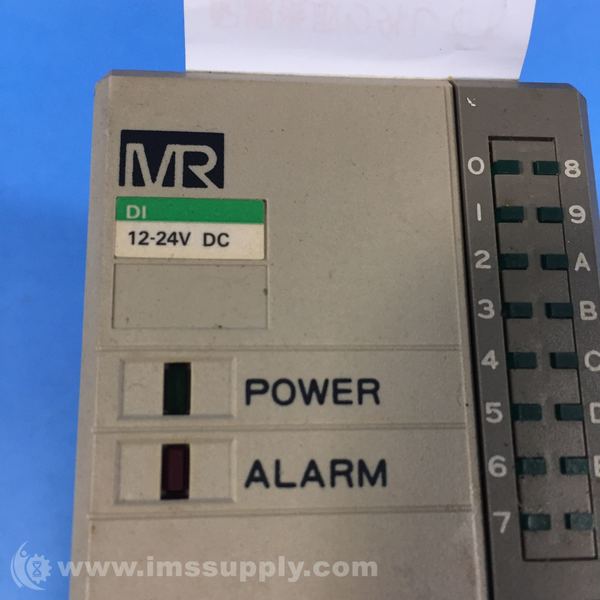 MR
DI
12-24V DC
POWER
ALARM
0 8
1 9
2 A
3 B
4 C
5 D
6 E
7
www.imssupply.com